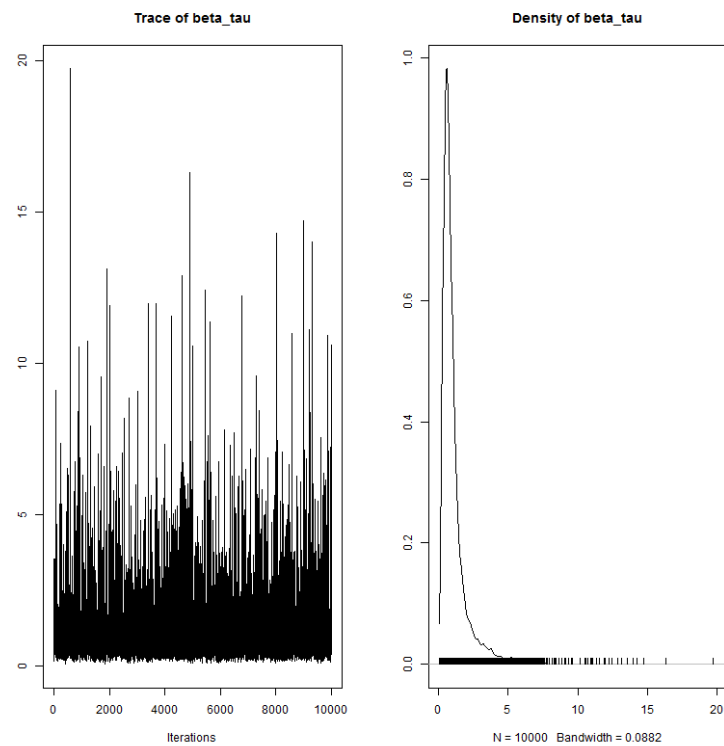 Trace of beta_tau
20
15
10
5
0
0 2000 4000 6000 8000 10000
Iterations
Density of beta_tau
1.0
0.8
0.6
0.4
0.2
0.0
0 5 10 15 20
N = 10000 Bandwidth = 0.0882